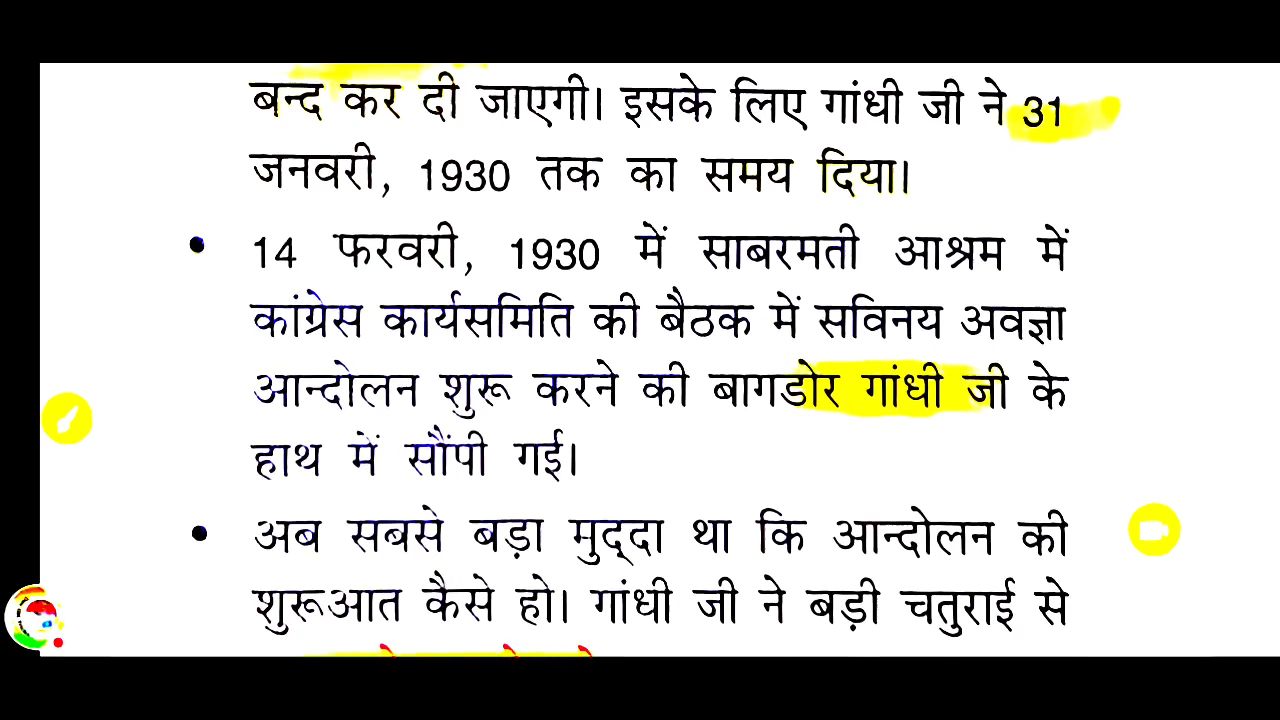 बन्द कर दी जाएगी। इसके लिए गांधी जी ने 31
जनवरी, 1930 तक का समय दिया।
• 14 फरवरी, 1930 में साबरमती आश्रम में
कांग्रेस कार्यसमिति की बैठक में सविनय अवज्ञा
आन्दोलन शुरू करने की बागडोर गांधी जी के
हाथ में सौंपी गई।
• अब सबसे बड़ा मुद्‌दा था कि आन्दोलन की
शुरूआत कैसे हो। गांधी जी ने बड़ी चतुराई से